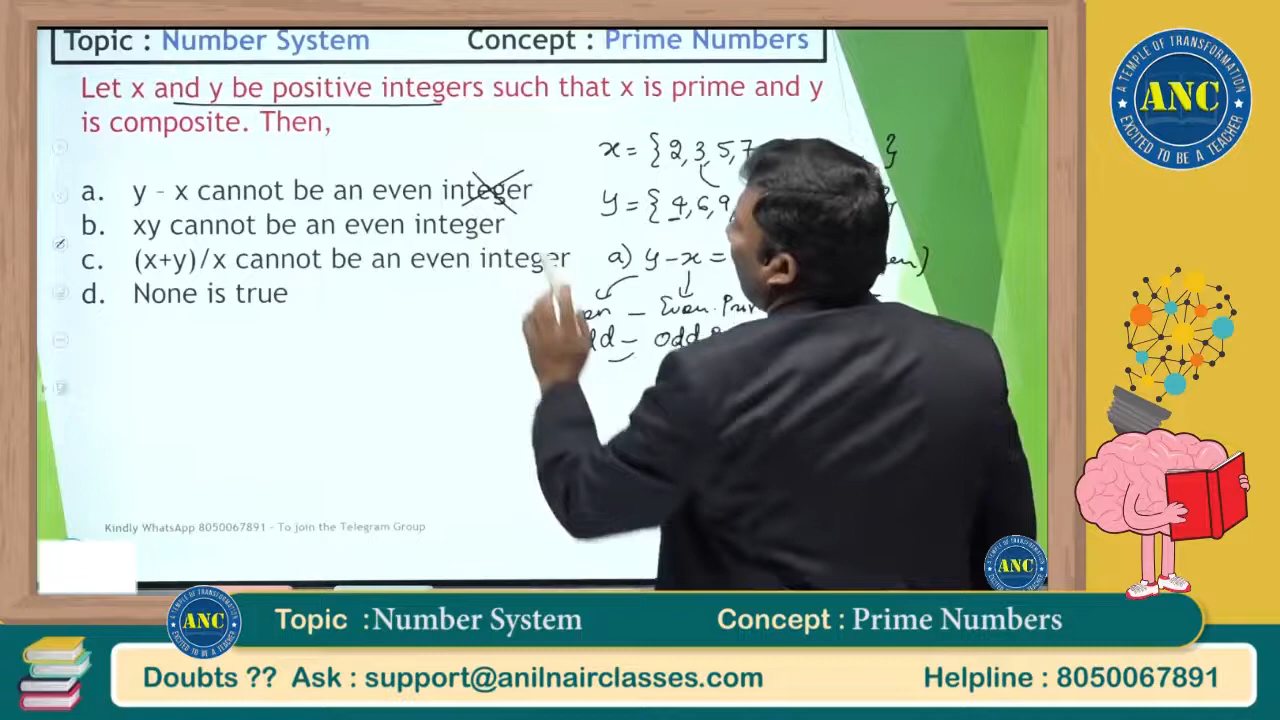 Topic : Number System Concept : Prime Numbers
Let x and y be positive integers such that x is prime and y
is composite. Then,
a. y – x cannot be an even integer
b. xy cannot be an even integer
c. (x+y)/x cannot be an even integer
d. None is true
x = { 2, 3, 5, 7 }
y = { 4, 6, 9,
a) y – x =
– Even
– odd
Kindly WhatsApp 8050067891 - To join the Telegram Group
A TEMPLE OF TRANSFORMATION
ANC
EXCITED TO BE A TEACHER
ANC
ANC
Topic : Number System Concept : Prime Numbers
Doubts ?? Ask : support@anilnairclasses.com Helpline : 8050067891